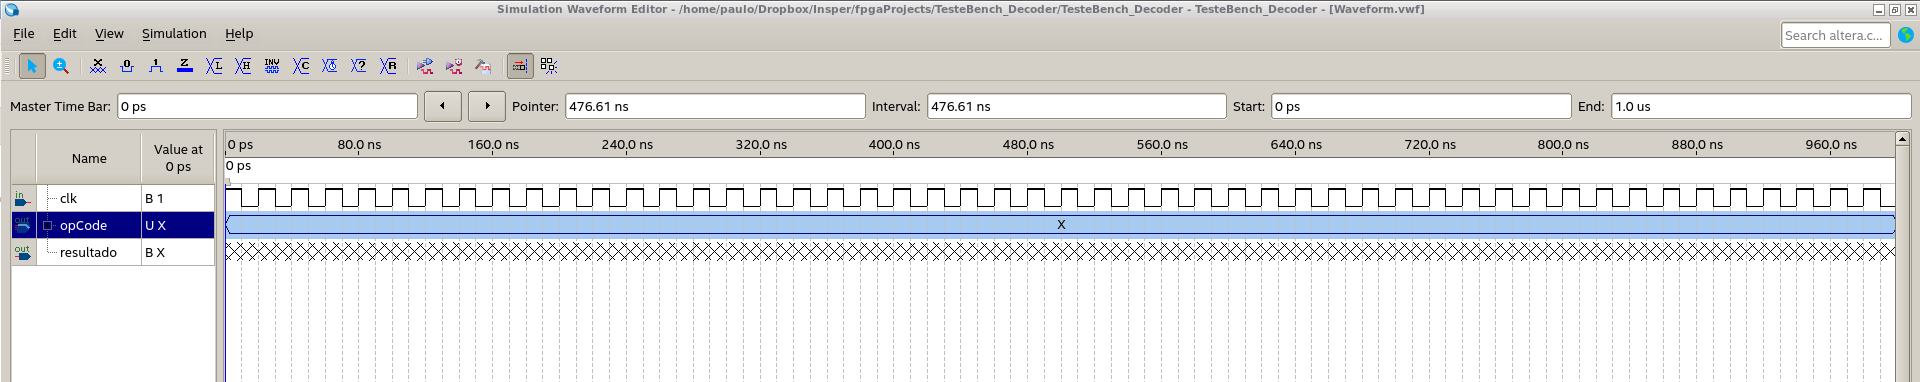 Simulation Waveform Editor - /home/paulo/Dropbox/Insper/fpgaProjects/TesteBench_Decoder/TesteBench_Decoder - TesteBench_Decoder - [Waveform.vwf]
File Edit View Simulation Help Search altera.c...
Master Time Bar: 0 ps Pointer: 476.61 ns Interval: 476.61 ns Start: 0 ps End: 1.0 us
Name Value at 0 ps 0 ps 80.0 ns 160.0 ns 240.0 ns 320.0 ns 400.0 ns 480.0 ns 560.0 ns 640.0 ns 720.0 ns 800.0 ns 880.0 ns 960.0 ns
0 ps
clk B 1
opCode U X X
resultado B X